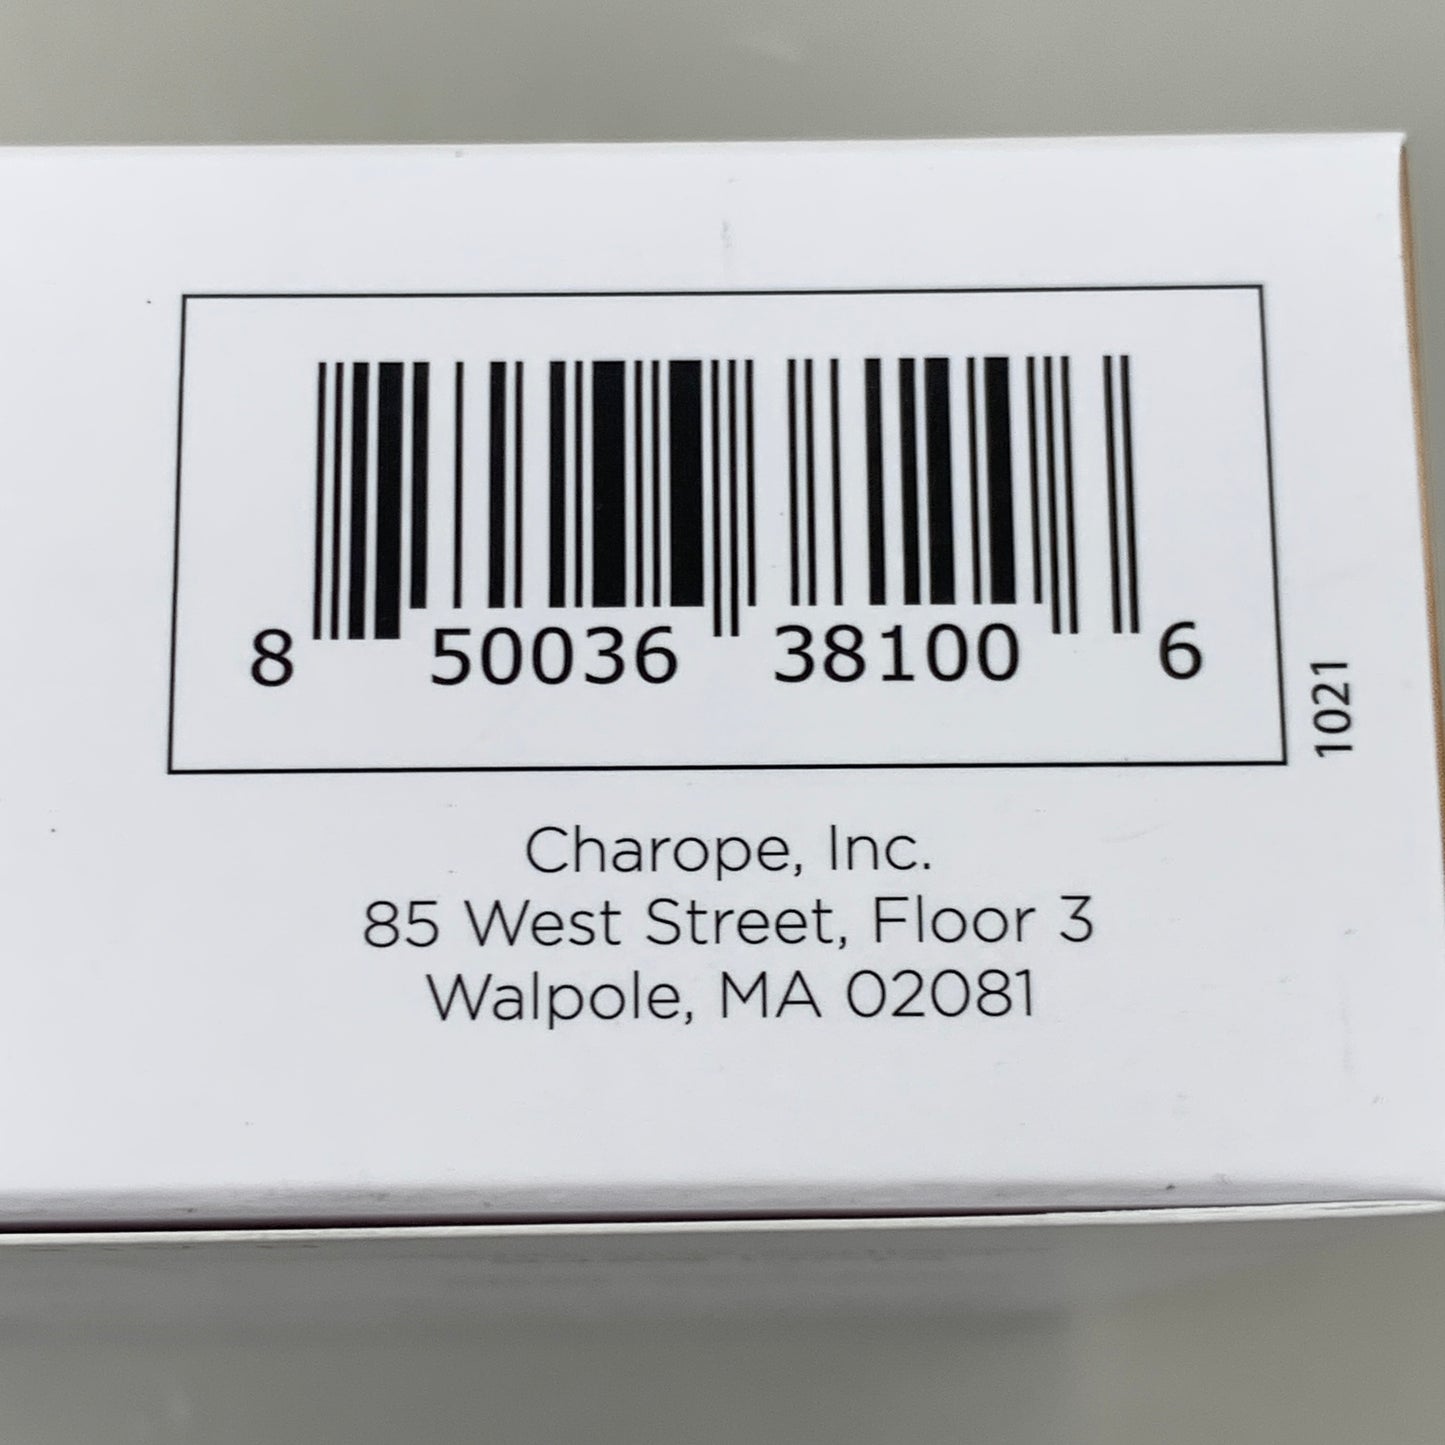 8 50036 38100 6
1021
Charope, Inc.
85 West Street, Floor 3
Walpole, MA 02081